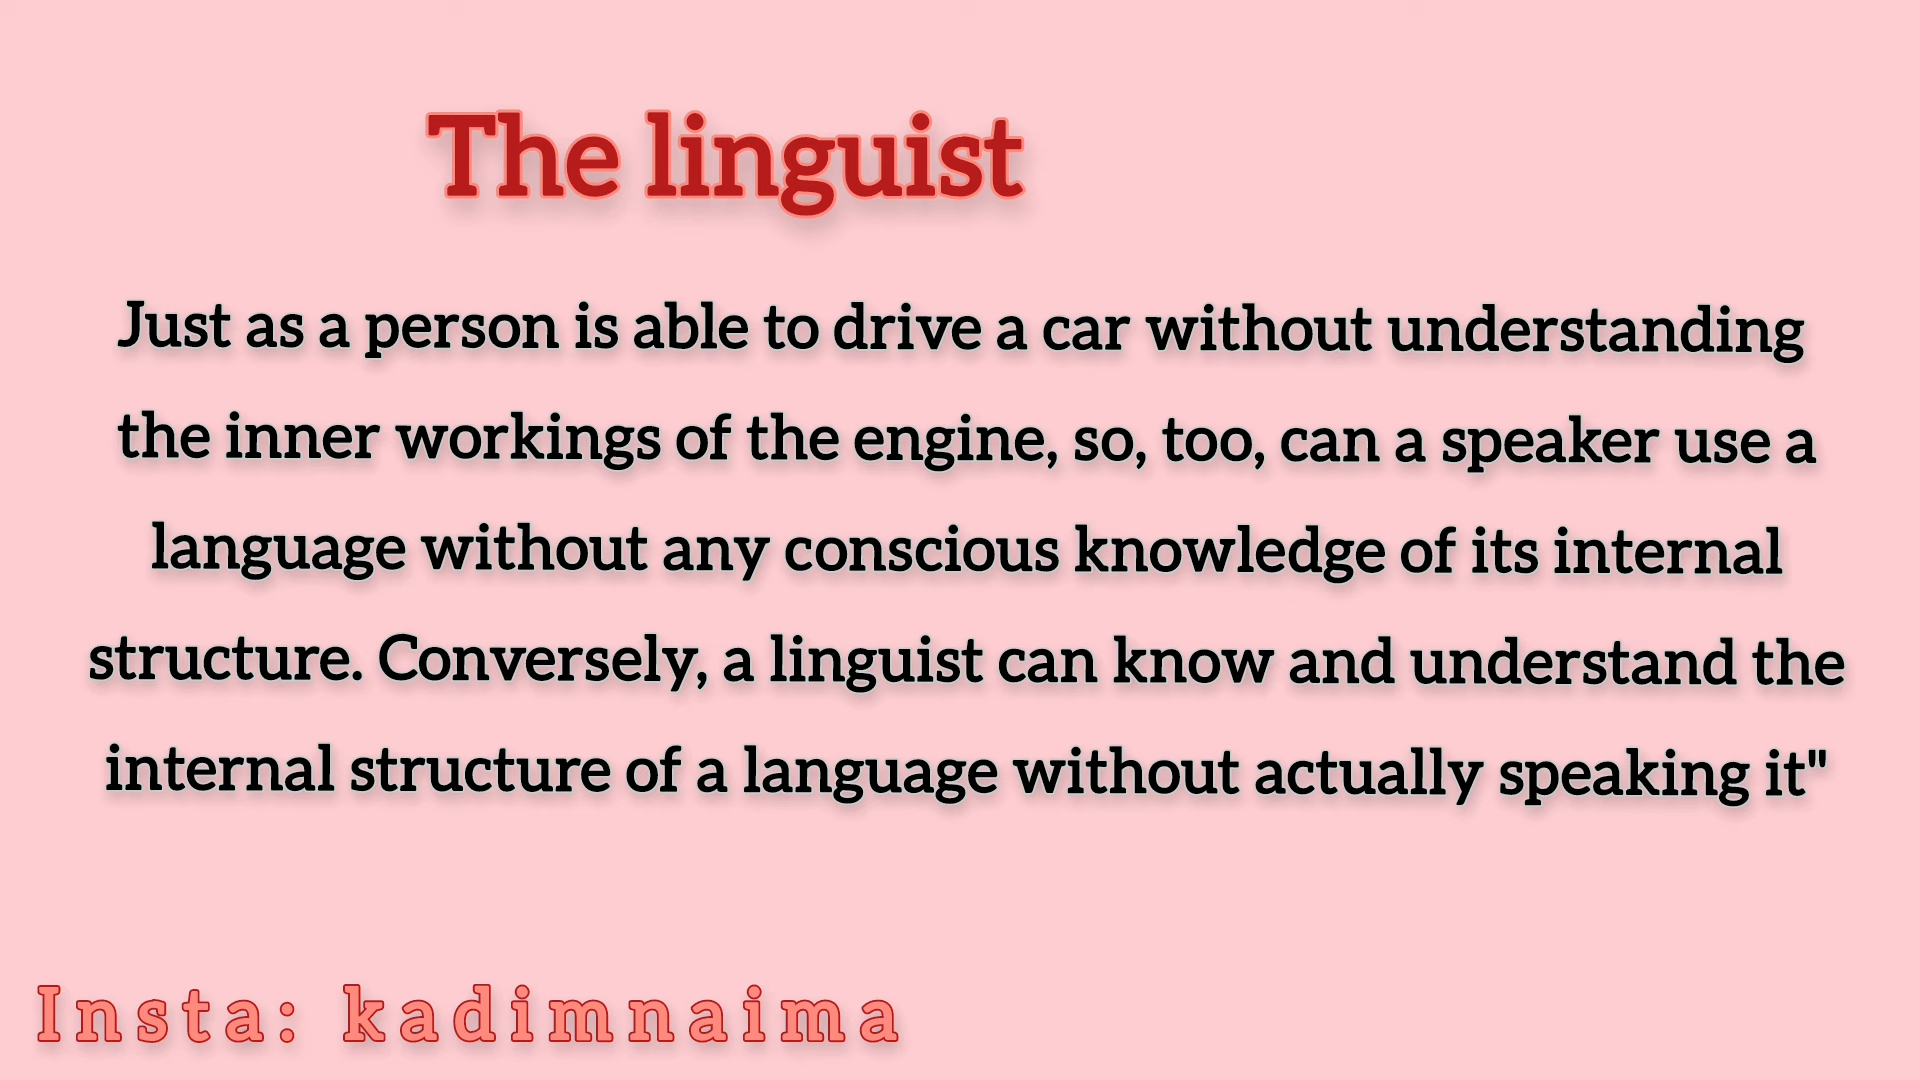 The linguist
Just as a person is able to drive a car without understanding
the inner workings of the engine, so, too, can a speaker use a
language without any conscious knowledge of its internal
structure. Conversely, a linguist can know and understand the
internal structure of a language without actually speaking it"
Insta: kadimnaima